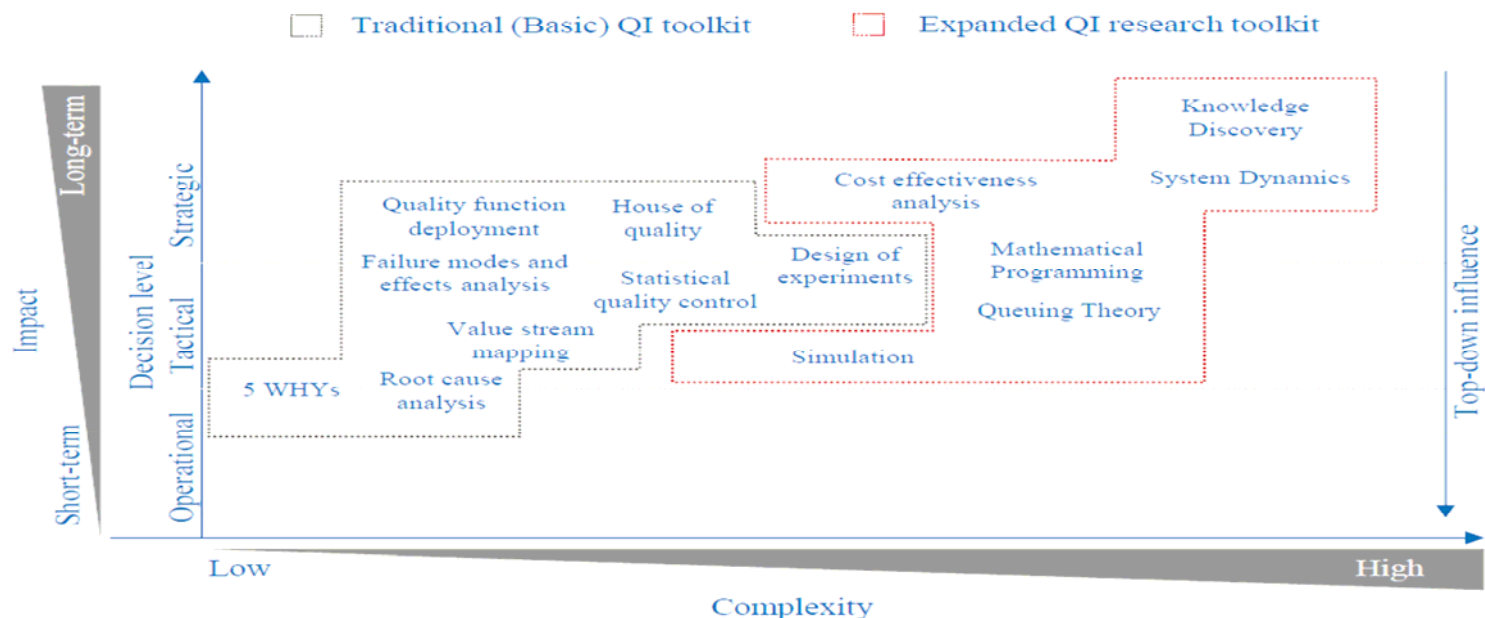 Traditional (Basic) QI toolkit
Expanded QI research toolkit
Impact
Long-term
Short-term
Decision level
Strategic
Tactical
Operational
Knowledge
Discovery
System Dynamics
Cost effectiveness
analysis
Quality function
deployment
House of
quality
Design of
experiments
Mathematical
Programming
Failure modes and
effects analysis
Statistical
quality control
Queuing Theory
Value stream
mapping
Simulation
5 WHYs
Root cause
analysis
Top-down influence
Low
High
Complexity